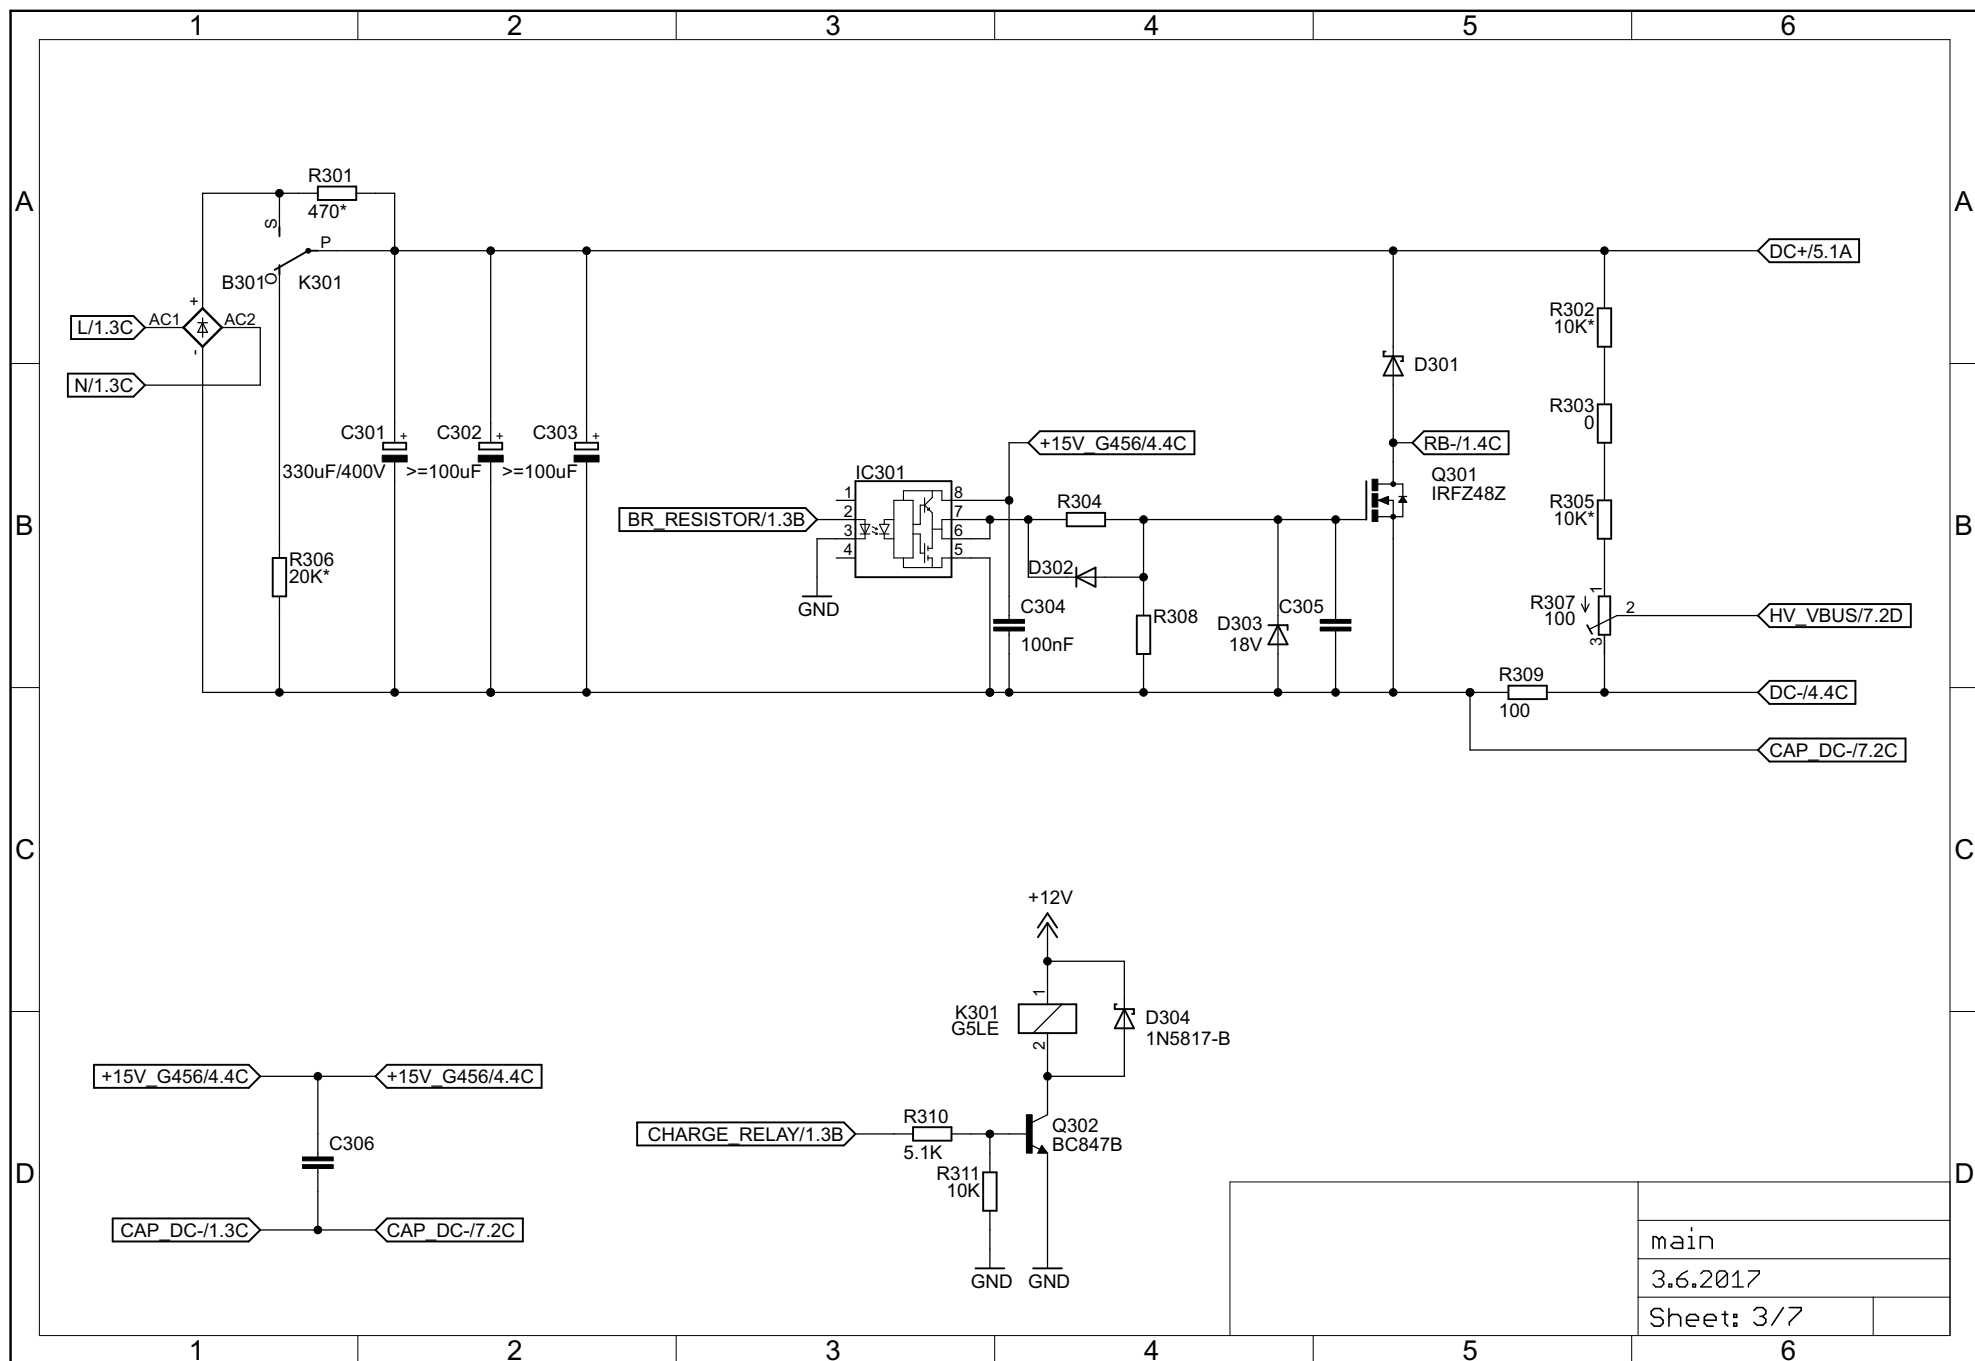 1 2 3 4 5 6
A A
R301
470*
S
P
O
B301 K301
DC+/5.1A
+
L/1.3C AC1 AC2
-
N/1.3C
R302
10K*
D301
B B
R303
0
C301 + C302 + C303 +
330uF/400V >=100uF >=100uF
+15V_G456/4.4C
RB-/1.4C
Q301
IRFZ48Z
IC301
1 8
2 7
3 6
4 5
BR_RESISTOR/1.3B
R304
R305
10K*
R306
20K*
D302
GND
C304
100nF
R308
D303
18V
C305
R307
100
1
2
3
HV_VBUS/7.2D
R309
100
DC-/4.4C
CAP_DC-/7.2C
C C
+12V
1
K301
G5LE
2
D304
1N5817-B
+15V_G456/4.4C +15V_G456/4.4C
C306
CAP_DC-/1.3C CAP_DC-/7.2C
CHARGE_RELAY/1.3B
R310
5.1K
Q302
BC847B
R311
10K
GND GND
D D
main
3.6.2017
Sheet: 3/7
1 2 3 4 5 6